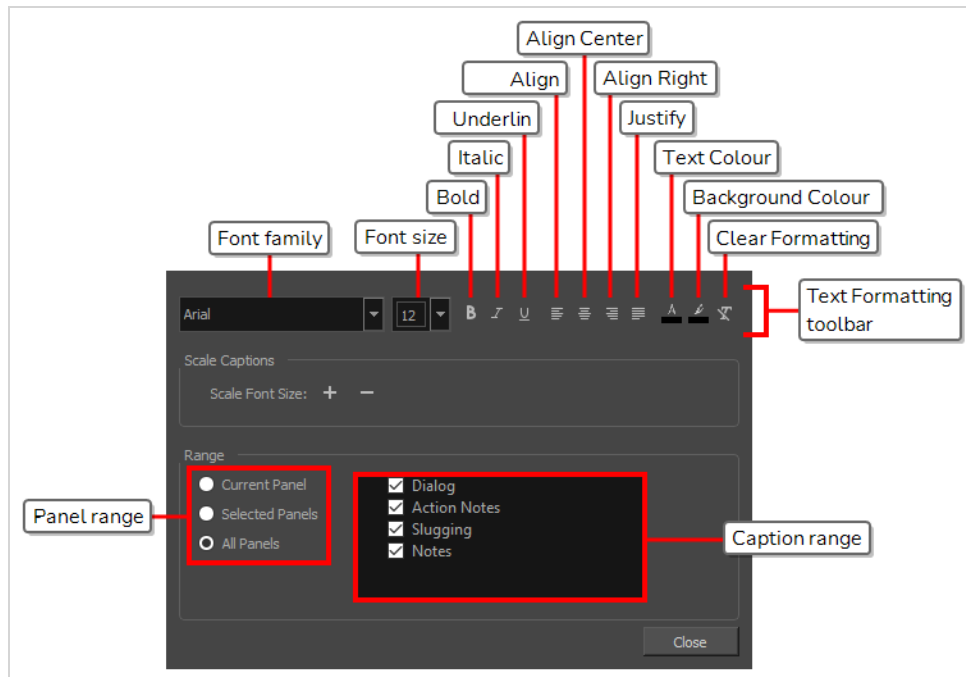 Align Center
Align
Align Right
Underlin
Justify
Italic
Text Colour
Bold
Background Colour
Font family
Font size
Clear Formatting
Text Formatting
toolbar
Arial
12
B I U
A
Scale Captions
Scale Font Size: + −
Range
Current Panel
Selected Panels
All Panels
Dialog
Action Notes
Slugging
Notes
Panel range
Caption range
Close